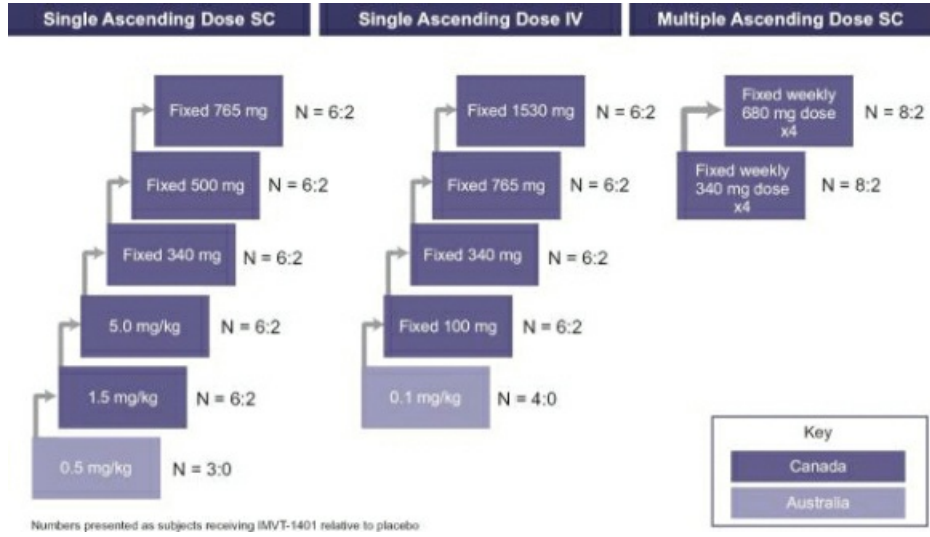 Single Ascending Dose SC
Single Ascending Dose IV
Multiple Ascending Dose SC
Fixed 765 mg
N = 6:2
Fixed 500 mg
N = 6:2
Fixed 340 mg
N = 6:2
5.0 mg/kg
N = 6:2
1.5 mg/kg
N = 6:2
0.5 mg/kg
N = 3:0
Fixed 1530 mg
N = 6:2
Fixed 765 mg
N = 6:2
Fixed 340 mg
N = 6:2
Fixed 100 mg
N = 6:2
0.1 mg/kg
N = 4:0
Fixed weekly
680 mg dose
x4
N = 8:2
Fixed weekly
340 mg dose
x4
N = 8:2
Key
Canada
Australia
Numbers presented as subjects receiving IMVT-1401 relative to placebo